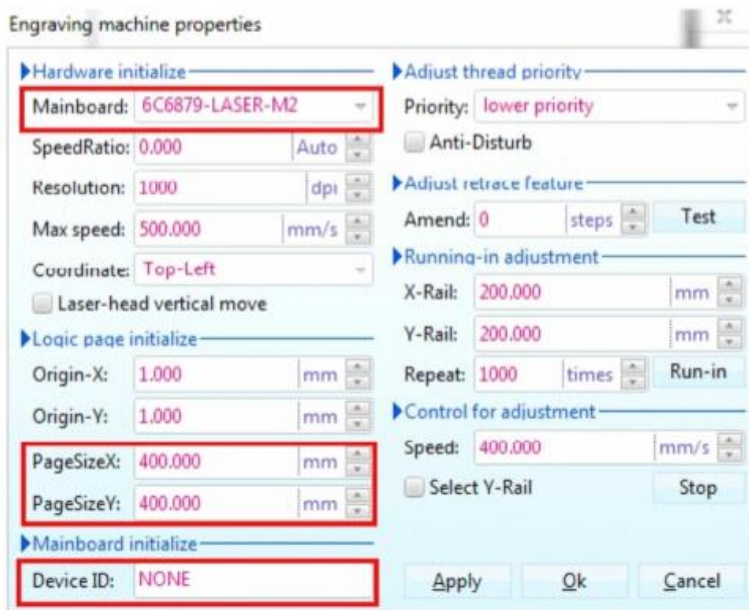 Engraving machine properties
Hardware initialize
Mainboard: 6C6879-LASER-M2
SpeedRatio: 0.000 Auto
Resolution: 1000 dpi
Max speed: 500.000 mm/s
Coordinate: Top-Left
Laser-head vertical move
Logic page initialize
Origin-X: 1.000 mm
Origin-Y: 1.000 mm
PageSizeX: 400.000 mm
PageSizeY: 400.000 mm
Mainboard initialize
Device ID: NONE
Adjust thread priority
Priority: lower priority
Anti-Disturb
Adjust retrace feature
Amend: 0 steps Test
Running-in adjustment
X-Rail: 200.000 mm
Y-Rail: 200.000 mm
Repeat: 1000 times Run-in
Control for adjustment
Speed: 400.000 mm/s
Select Y-Rail Stop
Apply Ok Cancel